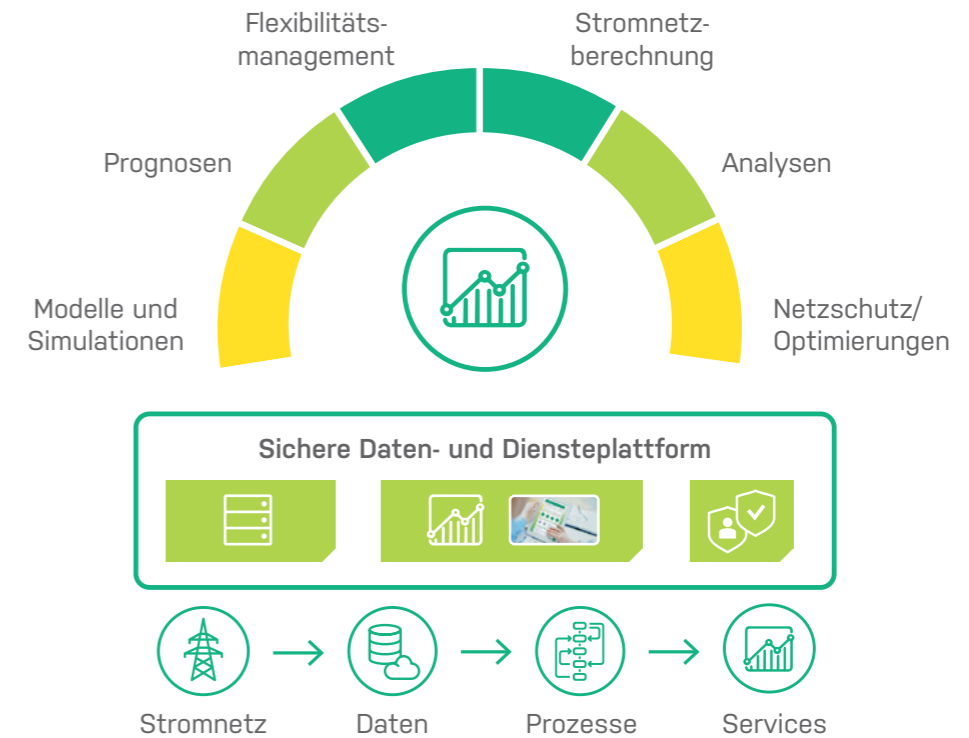 Flexibilitäts-
management
Stromnetz-
berechnung
Prognosen
Analysen
Modelle und
Simulationen
Netzschutz/
Optimierungen
Sichere Daten- und Diensteplattform
Stromnetz
Daten
Prozesse
Services